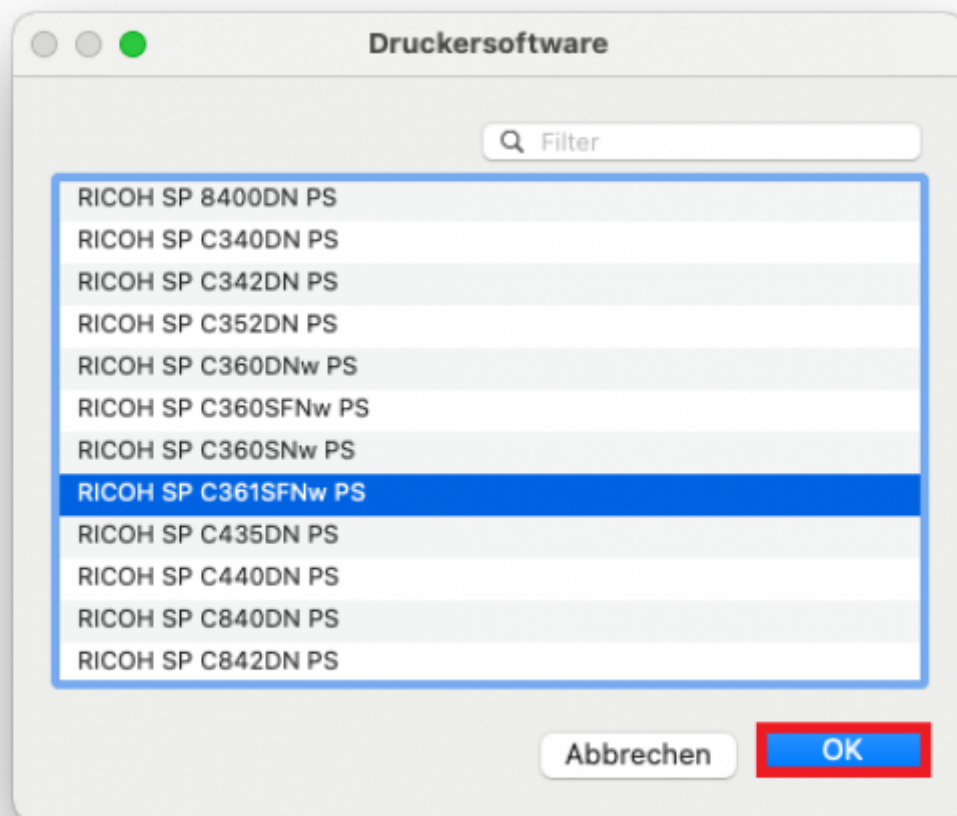 Druckersoftware
Filter
RICOH SP 8400DN PS
RICOH SP C340DN PS
RICOH SP C342DN PS
RICOH SP C352DN PS
RICOH SP C360DNw PS
RICOH SP C360SFNw PS
RICOH SP C360SNw PS
RICOH SP C361SFNw PS
RICOH SP C435DN PS
RICOH SP C440DN PS
RICOH SP C840DN PS
RICOH SP C842DN PS
Abbrechen OK